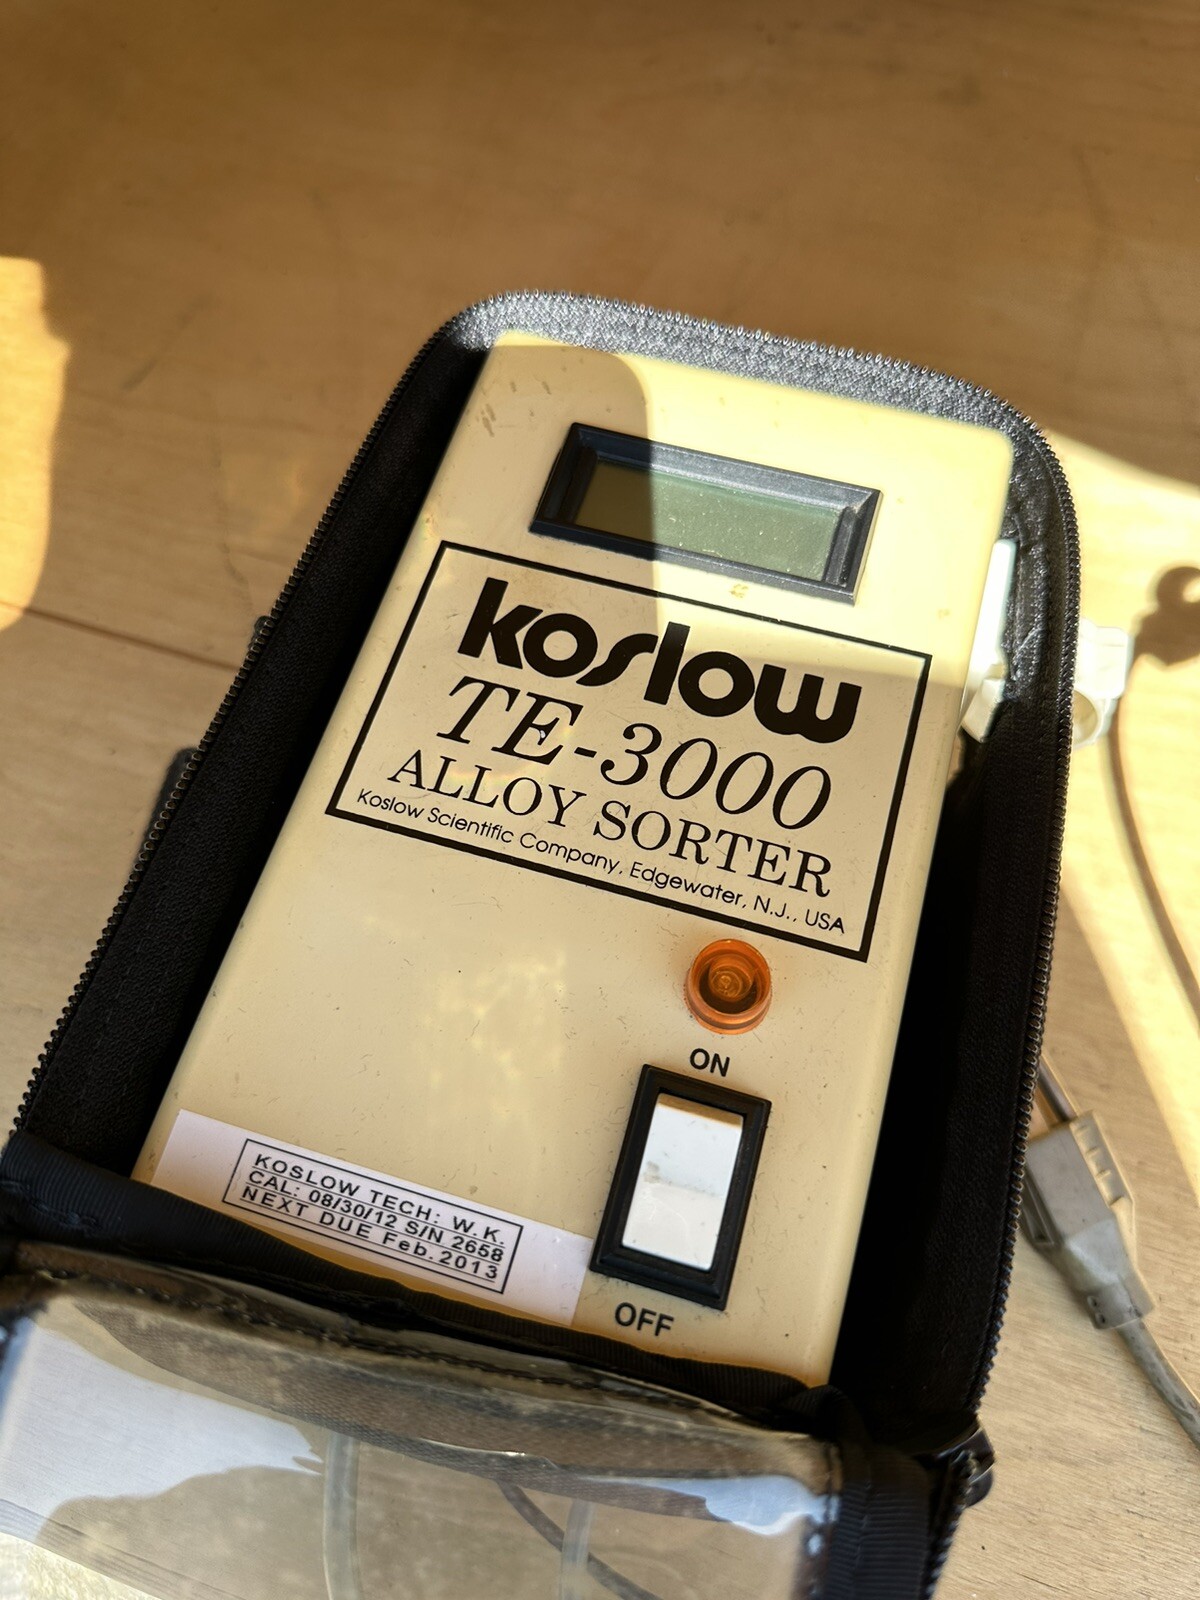 koslow
TE-3000
ALLOY SORTER
Koslow Scientific Company, Edgewater, N.J., USA
ON
OFF
KOSLOW TECH: W.K.
CAL: 08/30/12 S/N 2658
NEXT DUE Feb. 2013